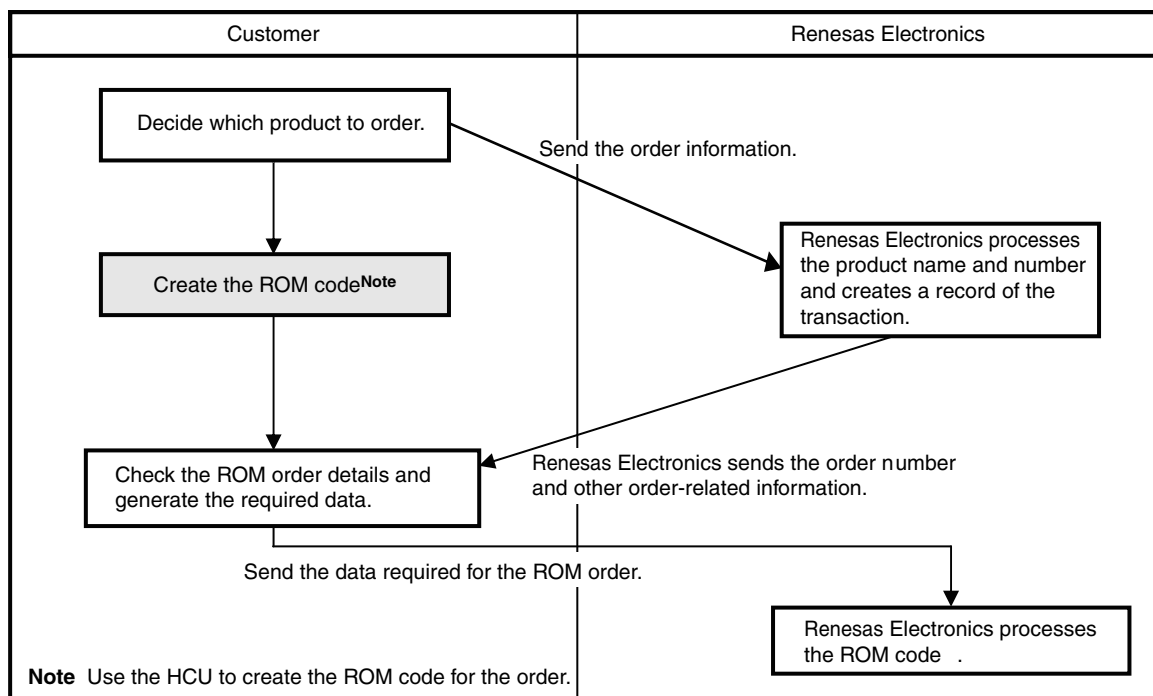 Customer
Renesas Electronics
Decide which product to order.
Send the order information.
Renesas Electronics processes
the product name and number
and creates a record of the
transaction.
Create the ROM codeNote
Check the ROM order details and
generate the required data.
Renesas Electronics sends the order number
and other order-related information.
Send the data required for the ROM order.
Renesas Electronics processes
the ROM code .
Note Use the HCU to create the ROM code for the order.